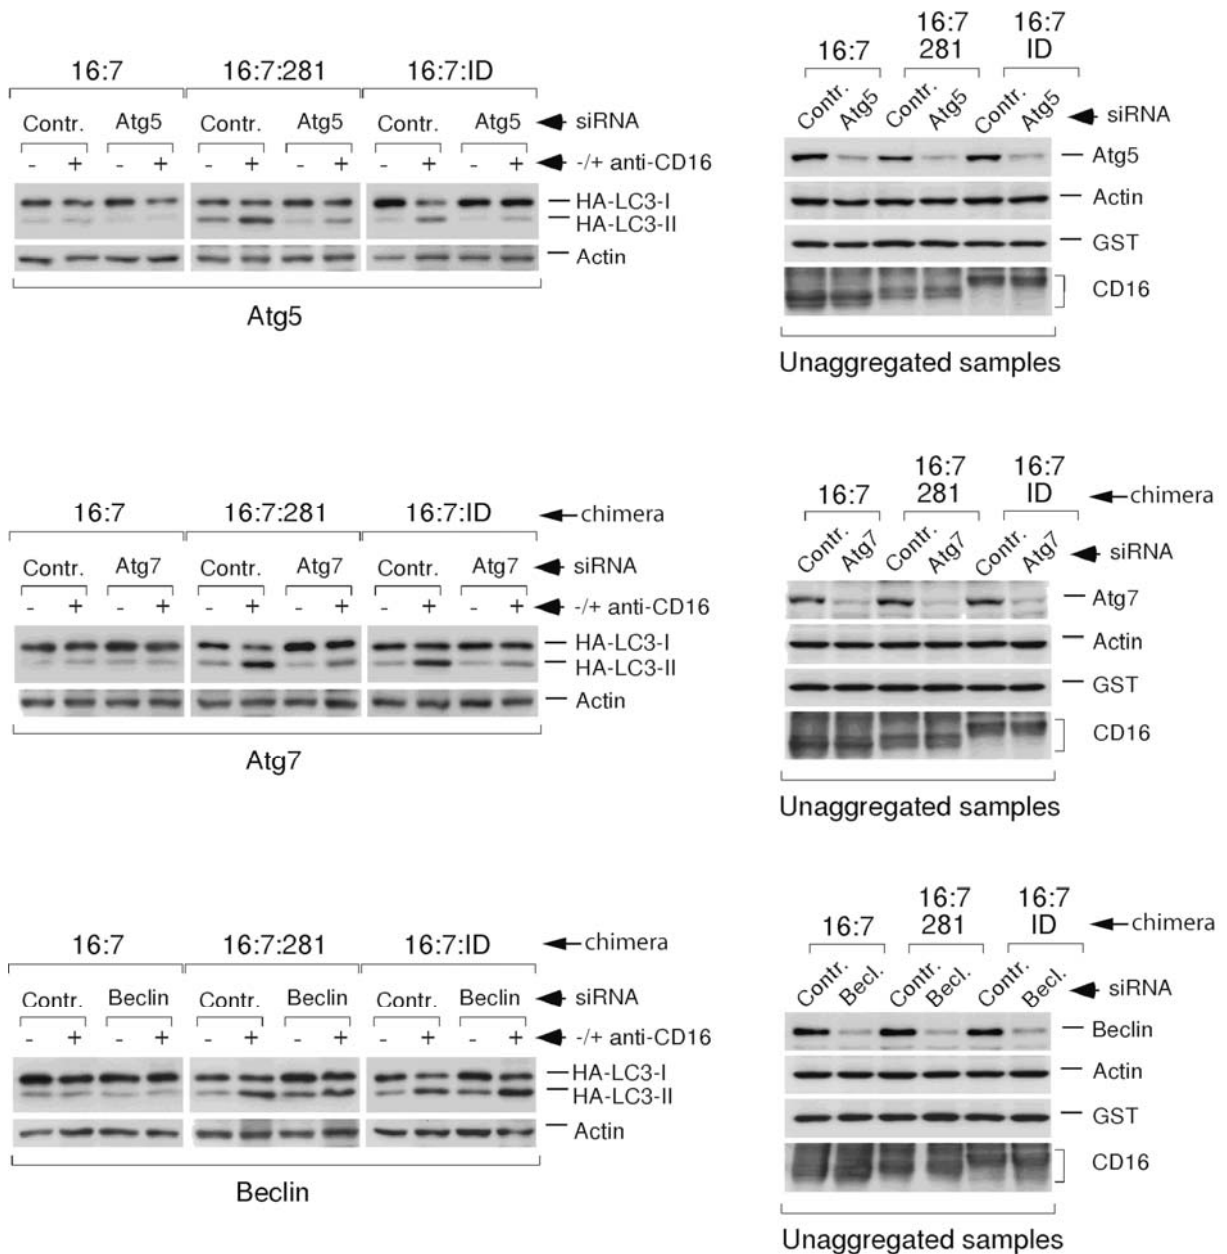 16:7 16:7:281 16:7:ID
Contr. Atg5 Contr. Atg5 Contr. Atg5 siRNA
- + - + - + - + - + - + -/+ anti-CD16
HA-LC3-I
HA-LC3-II
Actin
Atg5
16:7 16:7
16:7 281 ID
Contr. Atg5 Contr. Atg5 Contr. Atg5 siRNA
Atg5
Actin
GST
CD16
Unaggregated samples
16:7 16:7:281 16:7:ID chimera
Contr. Atg7 Contr. Atg7 Contr. Atg7 siRNA
- + - + - + - + - + - + -/+ anti-CD16
HA-LC3-I
HA-LC3-II
Actin
Atg7
16:7 16:7
16:7 281 ID chimera
Contr. Atg7 Contr. Atg7 Contr. Atg7 siRNA
Atg7
Actin
GST
CD16
Unaggregated samples
16:7 16:7:281 16:7:ID chimera
Contr. Beclin Contr. Beclin Contr. Beclin siRNA
- + - + - + - + - + - + -/+ anti-CD16
HA-LC3-I
HA-LC3-II
Actin
Beclin
16:7 16:7
16:7 281 ID chimera
Contr. Becl. Contr. Becl. Contr. Becl. siRNA
Beclin
Actin
GST
CD16
Unaggregated samples